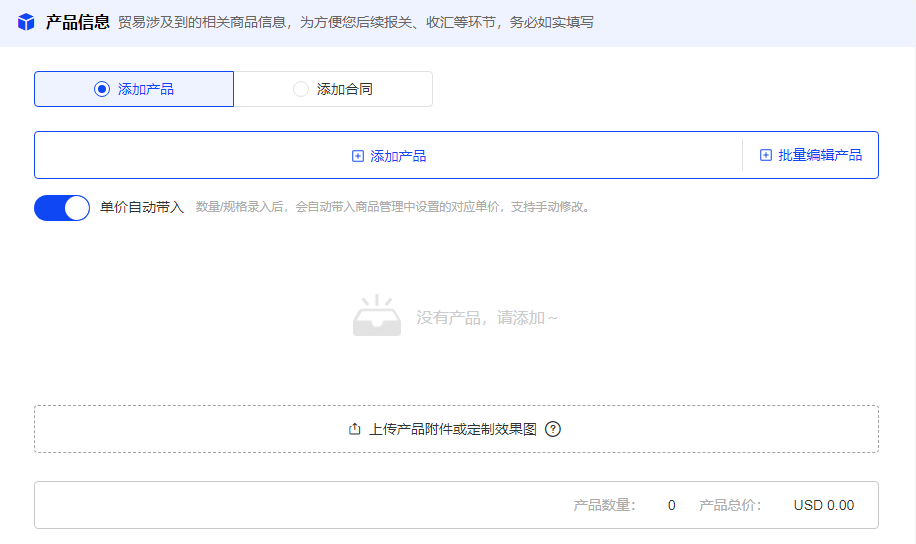 产品信息 贸易涉及到的相关商品信息，为方便您后续报关、收汇等环节，务必如实填写
添加产品 添加合同
添加产品 批量编辑产品
单价自动带入 数量/规格录入后，会自动带入商品管理中设置的对应单价，支持手动修改。
没有产品，请添加~
上传产品附件或定制效果图 ?
产品数量： 0 产品总价： USD 0.00